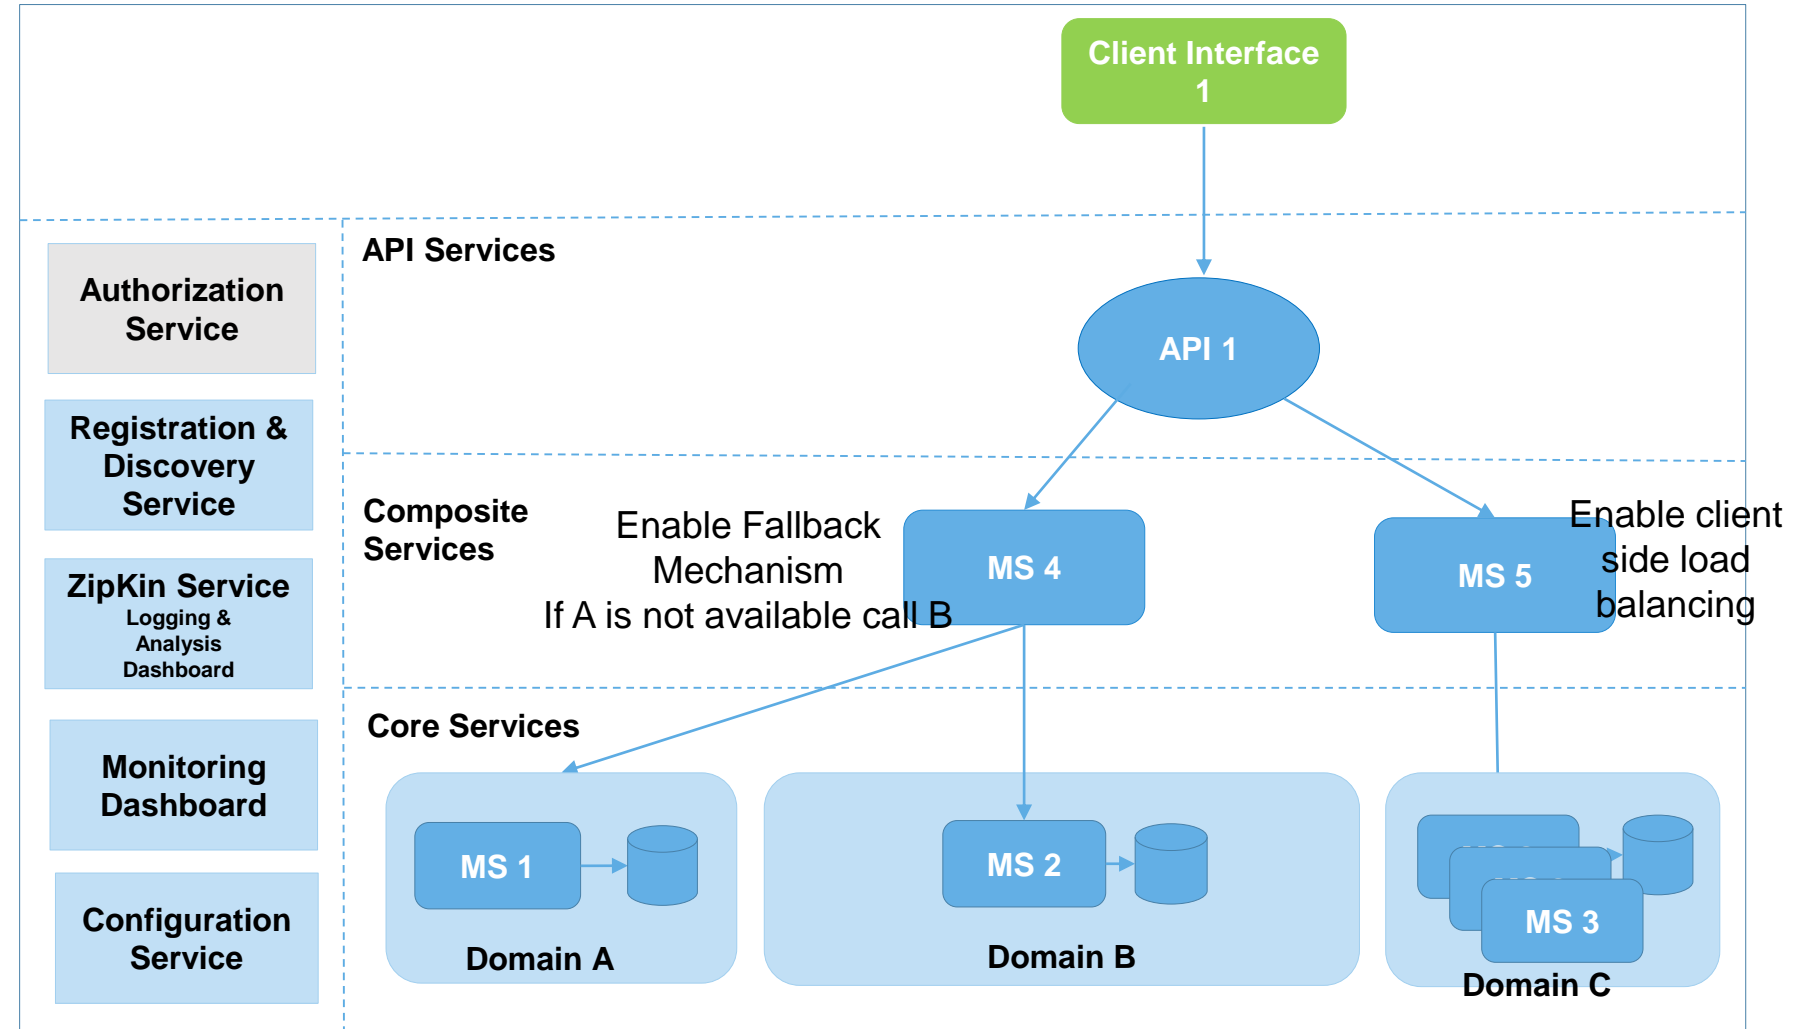 Client Interface
1
API Services
Authorization
Service
API 1
Registration &
Discovery
Service
Composite
Services
Enable Fallback
Mechanism
If A is not available call B
MS 4
MS 5
Enable client
side load
balancing
ZipKin Service
Logging &
Analysis
Dashboard
Core Services
Monitoring
Dashboard
MS 1
MS 2
MS 3
Configuration
Service
Domain A
Domain B
Domain C